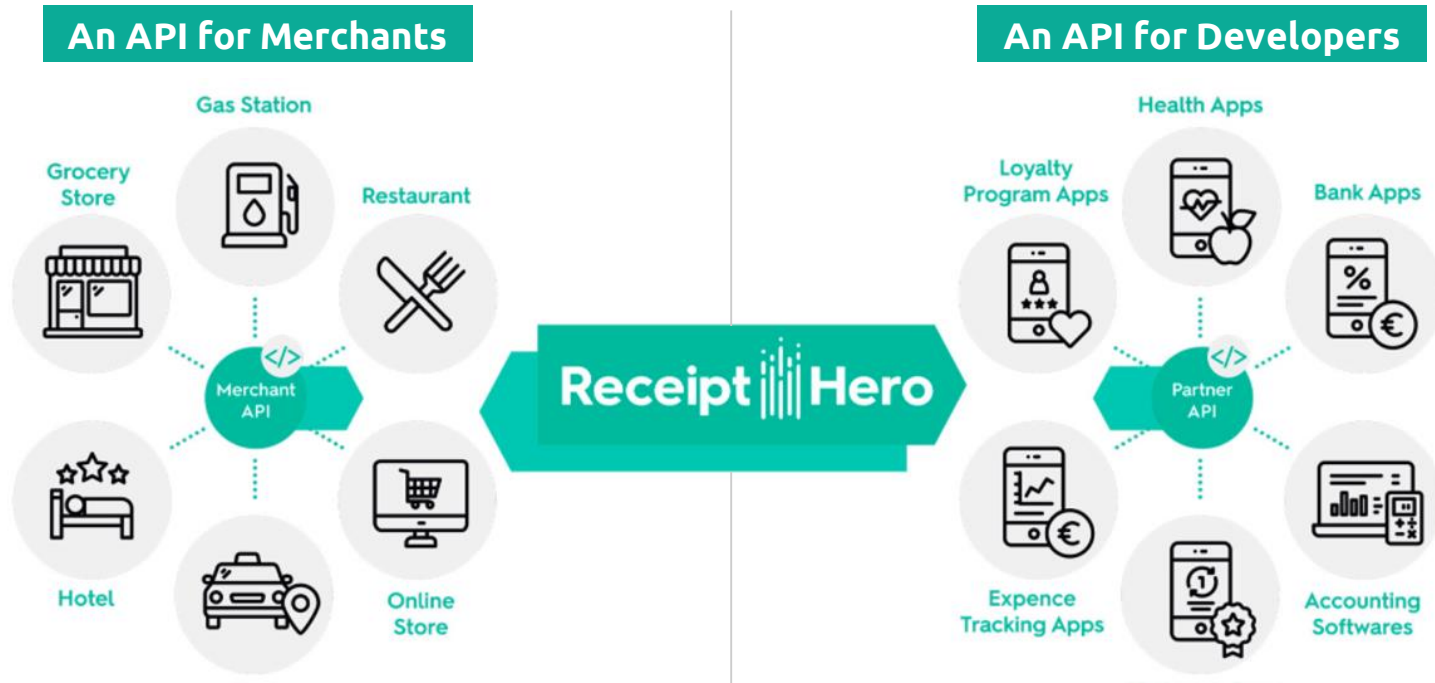 An API for Merchants
An API for Developers
Gas Station
Grocery
Store
Restaurant
Merchant
API
Hotel
Online
Store
Receipt Hero
Health Apps
Loyalty
Program Apps
Bank Apps
Partner
API
Expence
Tracking Apps
Accounting
Softwares